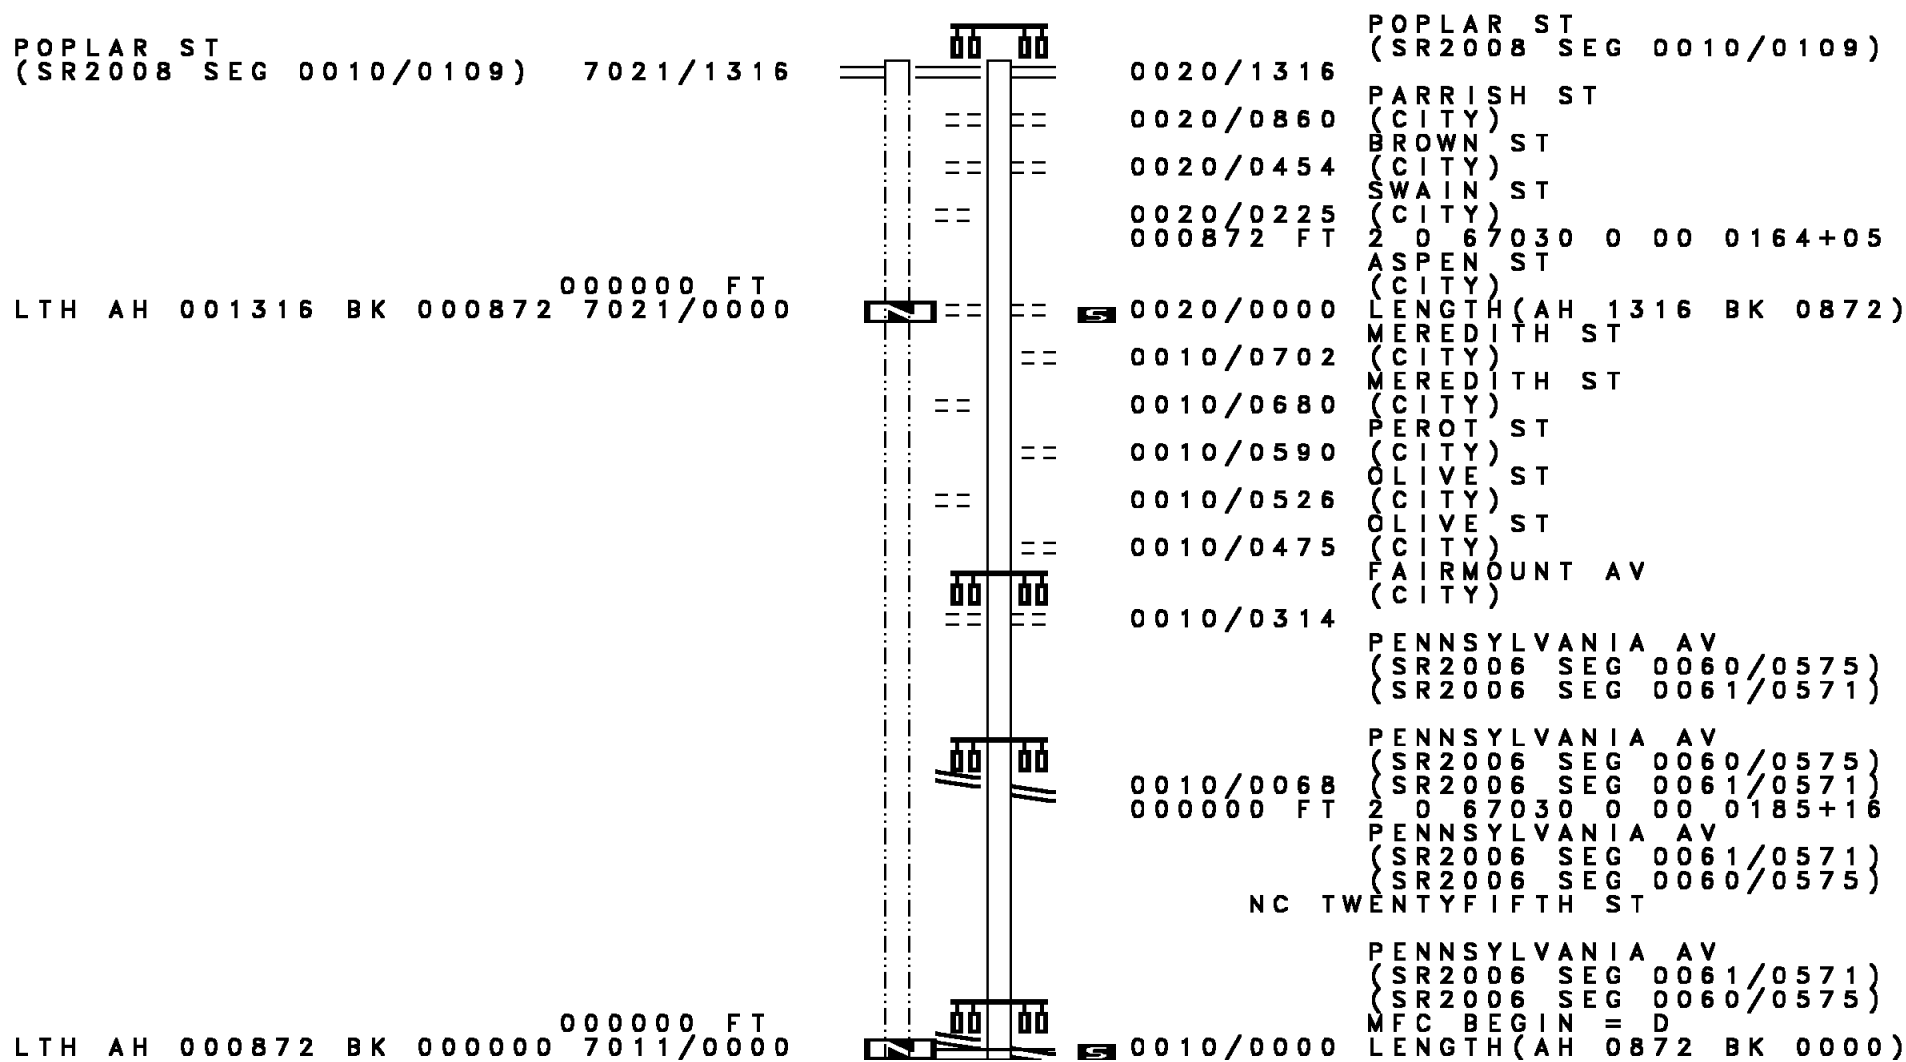 POPLAR ST
(SR2008 SEG 0010/0109) 7021/1316
000000 FT
LTH AH 001316 BK 000872 7021/0000
000000 FT
LTH AH 000872 BK 000000 7011/0000
POPLAR ST
(SR2008 SEG 0010/0109)
0020/1316
PARRISH ST
0020/0860 (CITY)
BROWN ST
0020/0454 (CITY)
SWAIN ST
0020/0225 (CITY)
000872 FT 2 0 67030 0 00 0164+05
ASPEN ST
(CITY)
S 0020/0000 LENGTH(AH 1316 BK 0872)
MEREDITH ST
0010/0702 (CITY)
MEREDITH ST
0010/0680 (CITY)
PEROT ST
0010/0590 (CITY)
OLIVE ST
0010/0526 (CITY)
OLIVE ST
0010/0475 (CITY)
FAIRMOUNT AV
(CITY)
0010/0314
PENNSYLVANIA AV
(SR2006 SEG 0060/0575)
(SR2006 SEG 0061/0571)
PENNSYLVANIA AV
(SR2006 SEG 0060/0575)
0010/0068 (SR2006 SEG 0061/0571)
000000 FT 2 0 67030 0 00 0185+16
PENNSYLVANIA AV
(SR2006 SEG 0061/0571)
(SR2006 SEG 0060/0575)
NC TWENTYFIFTH ST
PENNSYLVANIA AV
(SR2006 SEG 0061/0571)
(SR2006 SEG 0060/0575)
MFC BEGIN = D
S 0010/0000 LENGTH(AH 0872 BK 0000)